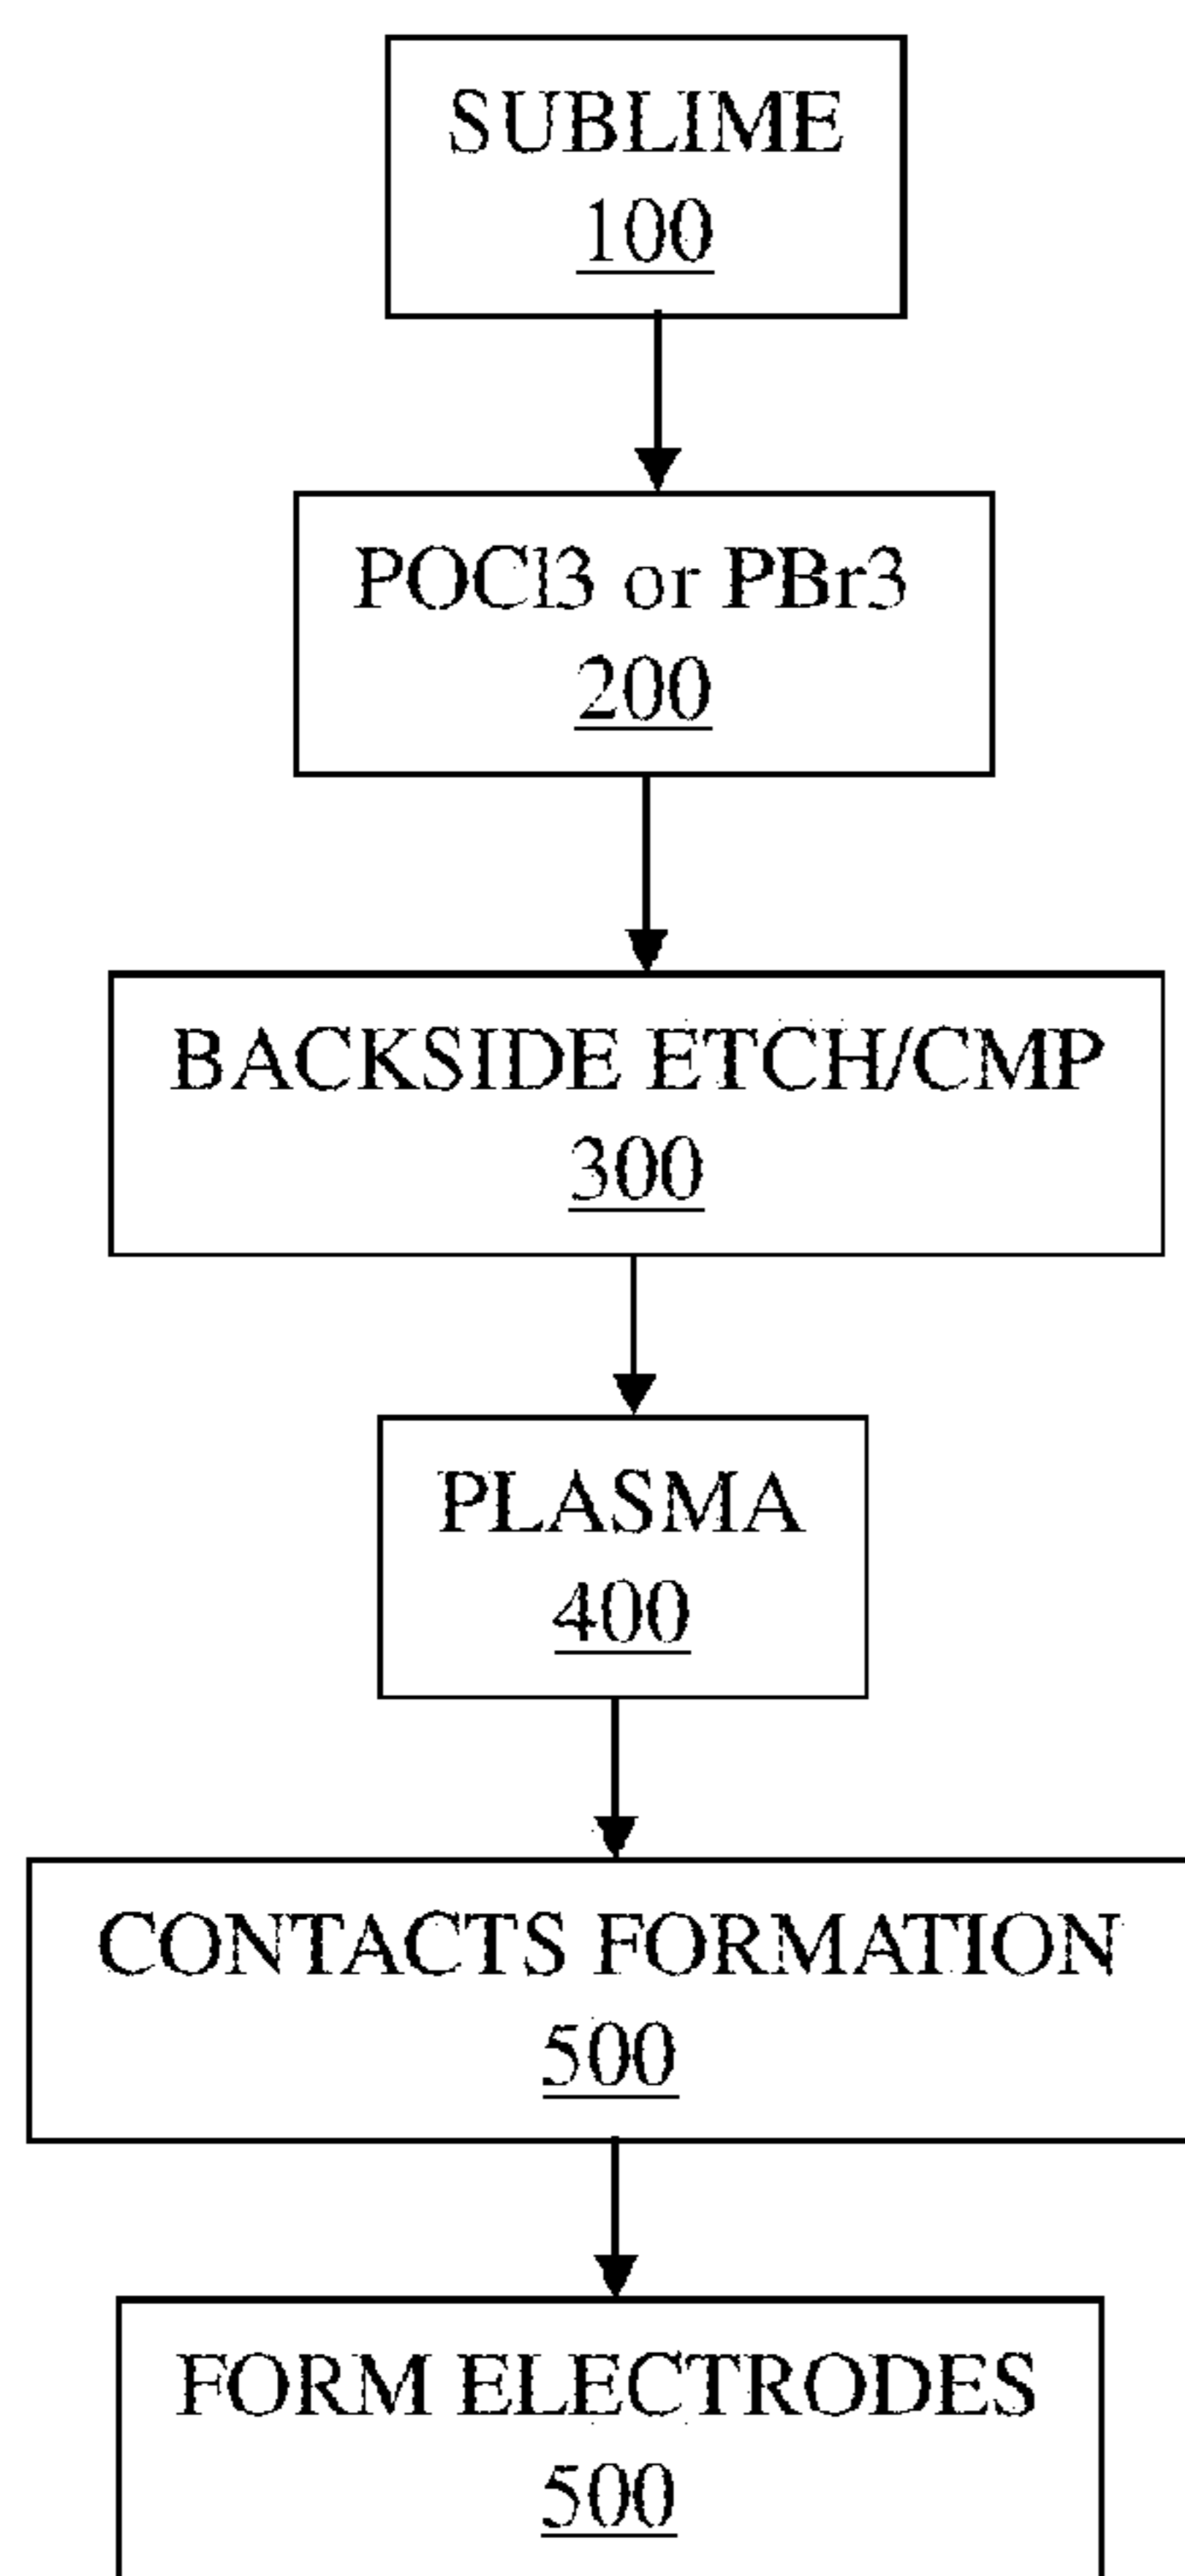 SUBLIME
100
POCl3 or PBr3
200
BACKSIDE ETCH/CMP
300
PLASMA
400
CONTACTS FORMATION
500
FORM ELECTRODES
500